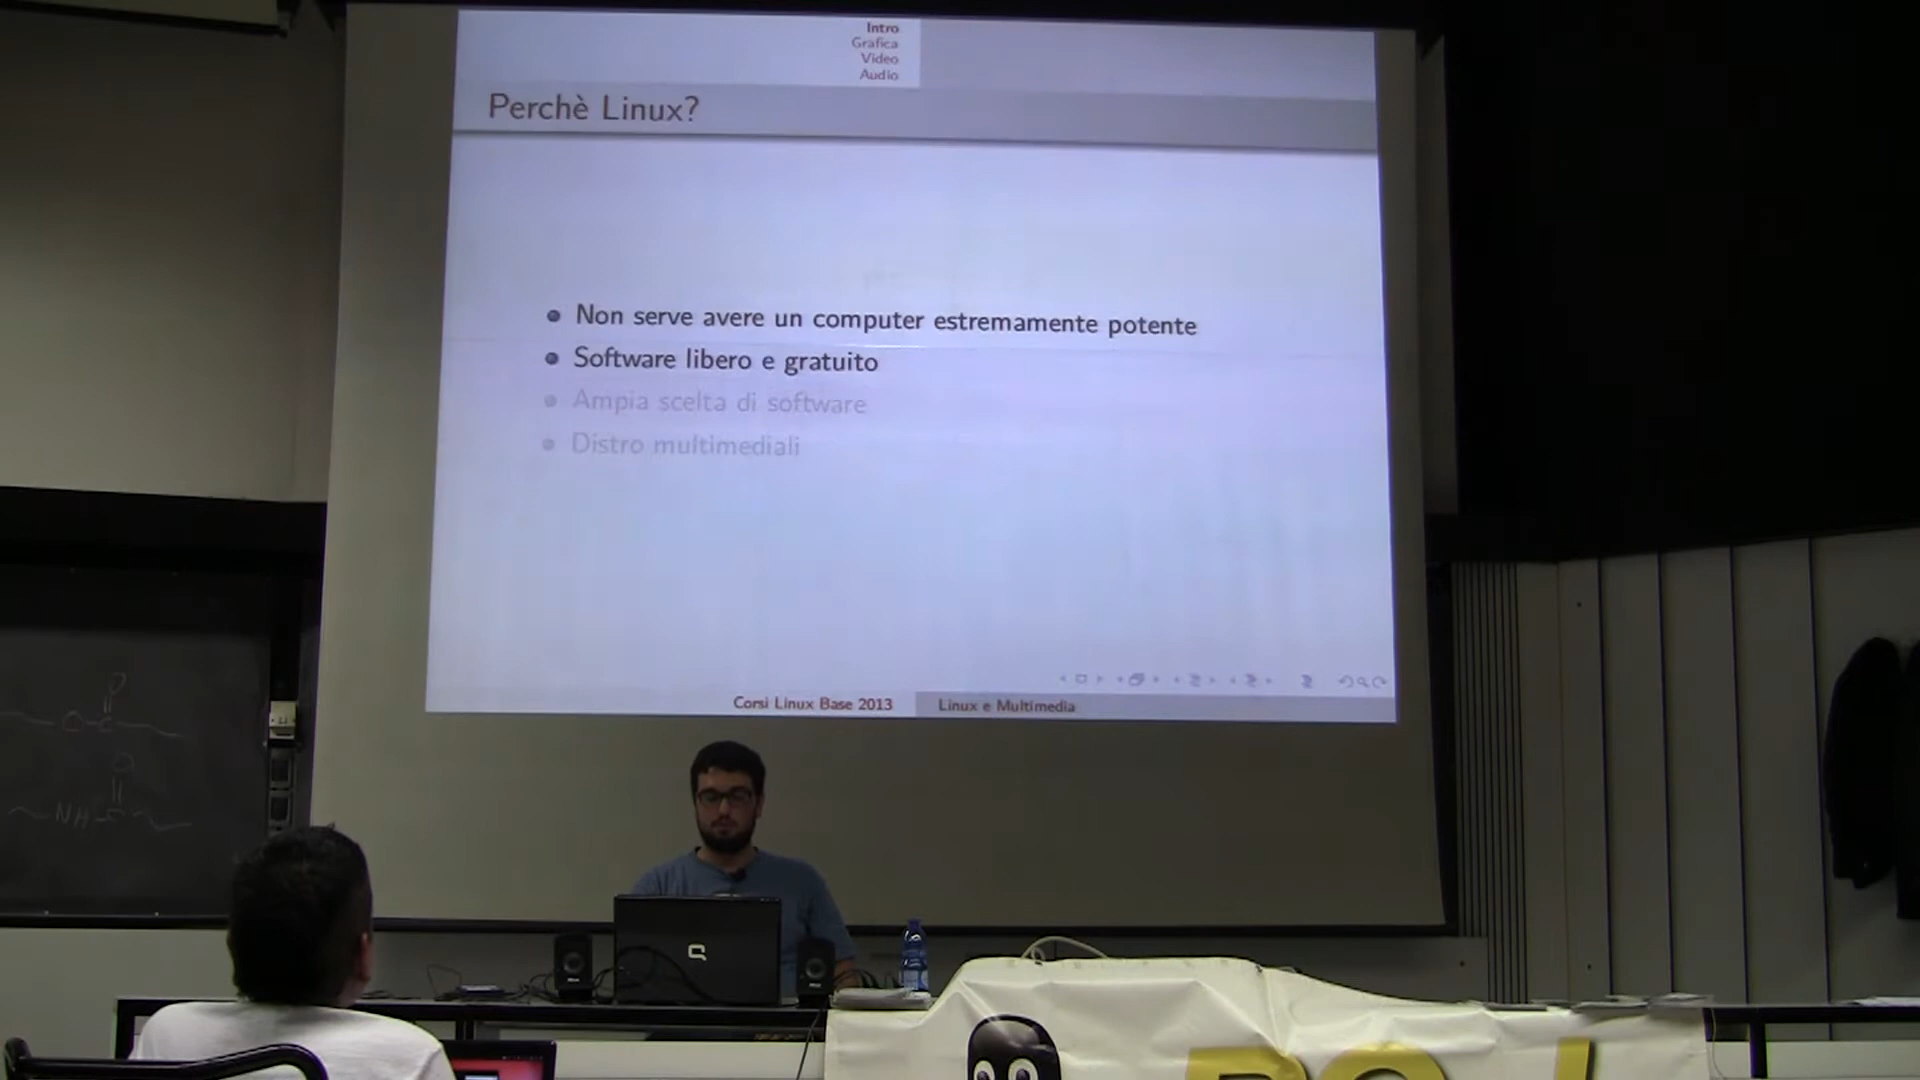 Intro
Grafica
Video
Audio
Perchè Linux?
Non serve avere un computer estremamente potente
Software libero e gratuito
Ampia scelta di software
Distro multimediali
Corsi Linux Base 2013
Linux e Multimedia
O
O C
O
NH